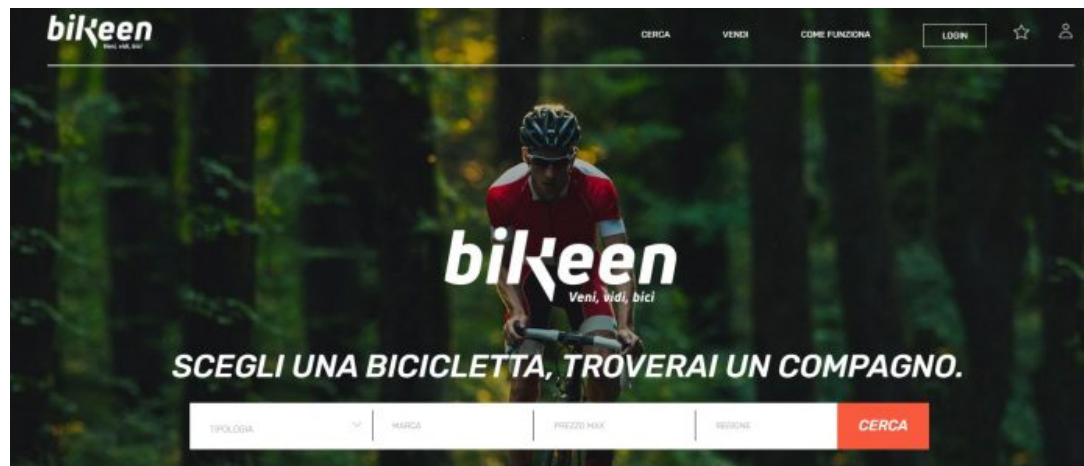 bikeen
Veni, vidi, bici
CERCA VENDI COME FUNZIONA LOGIN
bikeen
Veni, vidi, bici
SCEGLI UNA BICICLETTA, TROVERAI UN COMPAGNO.
TIPOLOGIA MARCA PREZZO MAX REGIONE CERCA